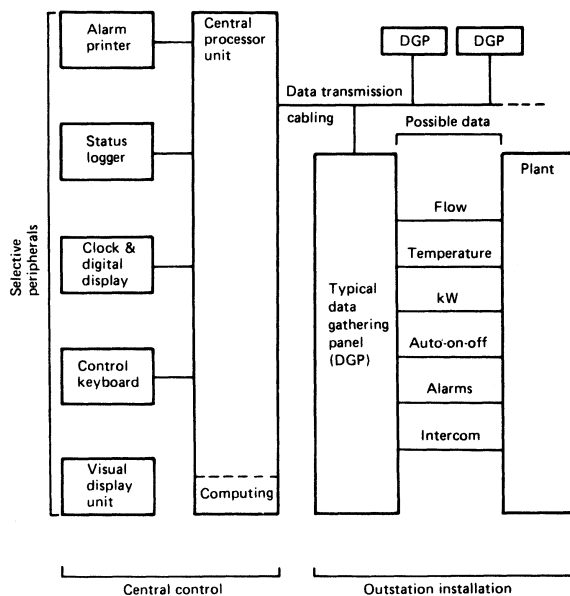 Alarm
printer
Central
processor
unit
DGP
DGP
Data transmission
cabling
Possible data
Status
logger
Plant
Flow
Clock &
digital
display
Temperature
Selective
peripherals
Typical
data
gathering
panel
(DGP)
kW
Auto-on-off
Control
keyboard
Alarms
Intercom
Visual
display
unit
Computing
Central control
Outstation installation